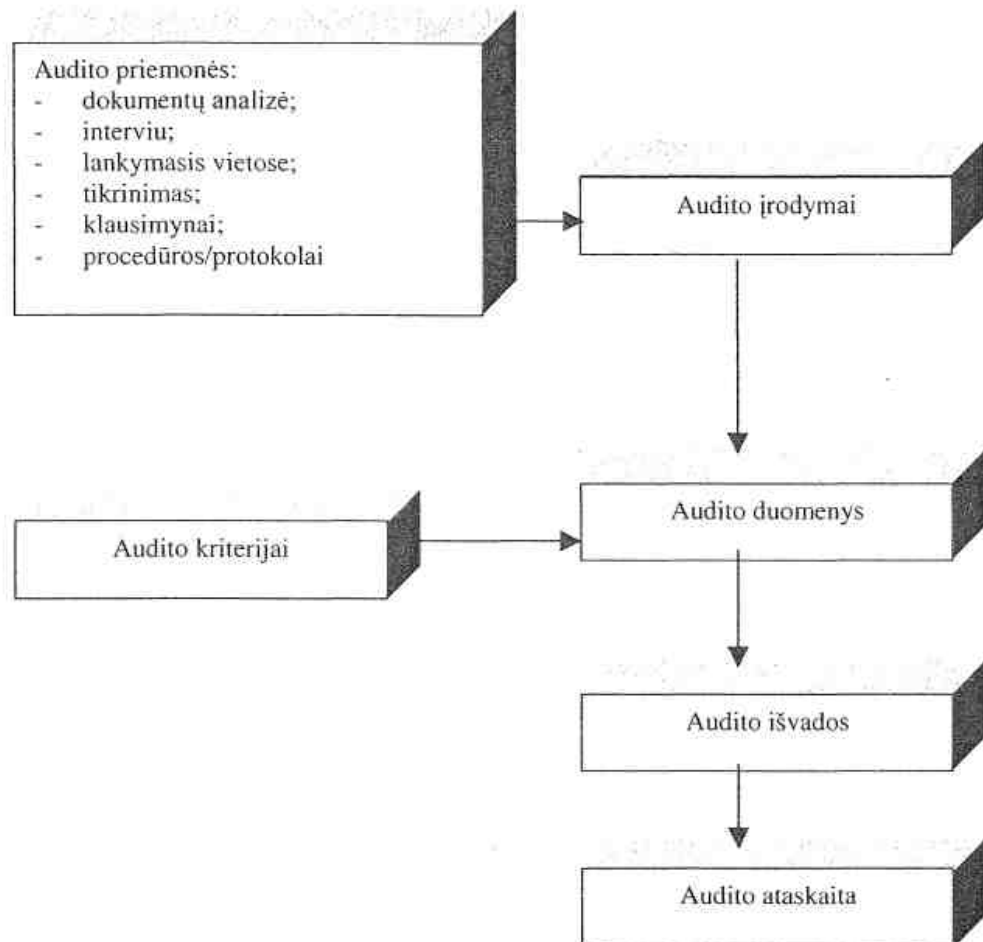 Audito priemonės:
- dokumentų analizė;
- interviu;
- lankymasis vietose;
- tikrinimas;
- klausimynai;
- procedūros/protokolai
Audito įrodymai
Audito kriterijai
Audito duomenys
Audito išvados
Audito ataskaita